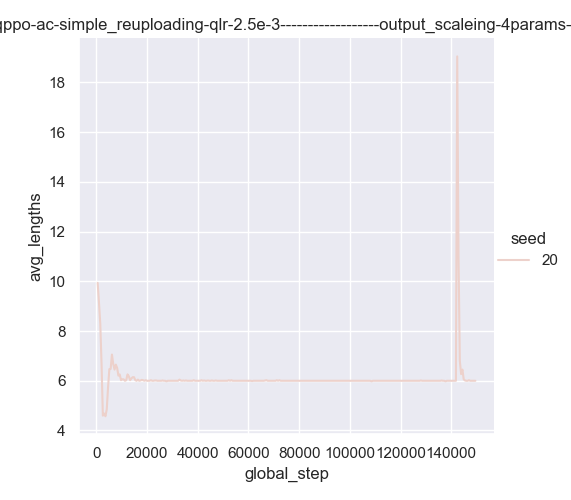 qppo-ac-simple_reuploading-qlr-2.5e-3------------------output_scaleing-4params-
18
16
14
12
10
8
6
4
avg_lengths
0 20000 40000 60000 80000 100000 120000 140000
global_step
seed
20